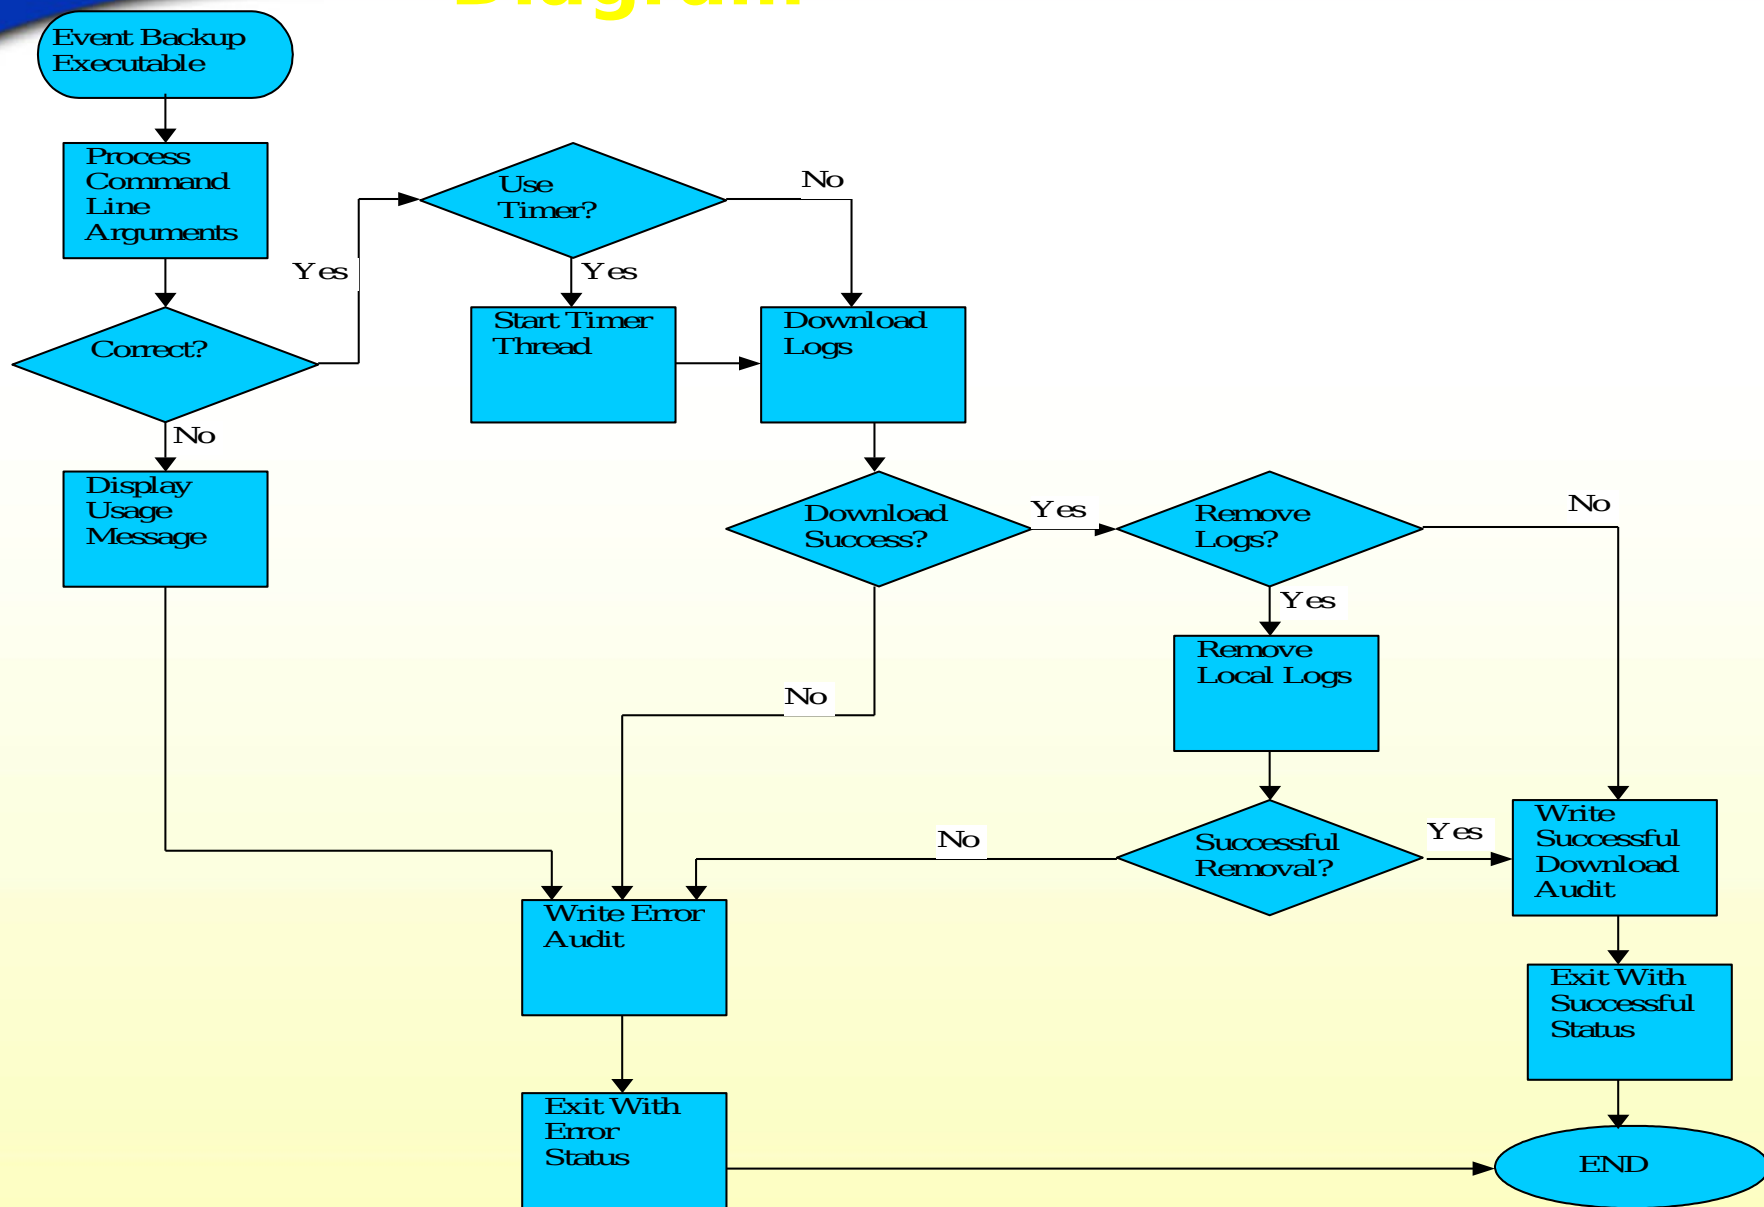 Diagram
Event Backup
Executable
Process
Command
Line
Arguments
Use
Timer?
No
Yes
Yes
Correct?
Start Timer
Thread
Download
Logs
No
Display
Usage
Message
Download
Success?
Yes
Remove
Logs?
No
Yes
Remove
Local Logs
No
No
Successful
Removal?
Yes
Write
Successful
Download
Audit
Write Error
Audit
Exit With
Successful
Status
Exit With
Error
Status
END